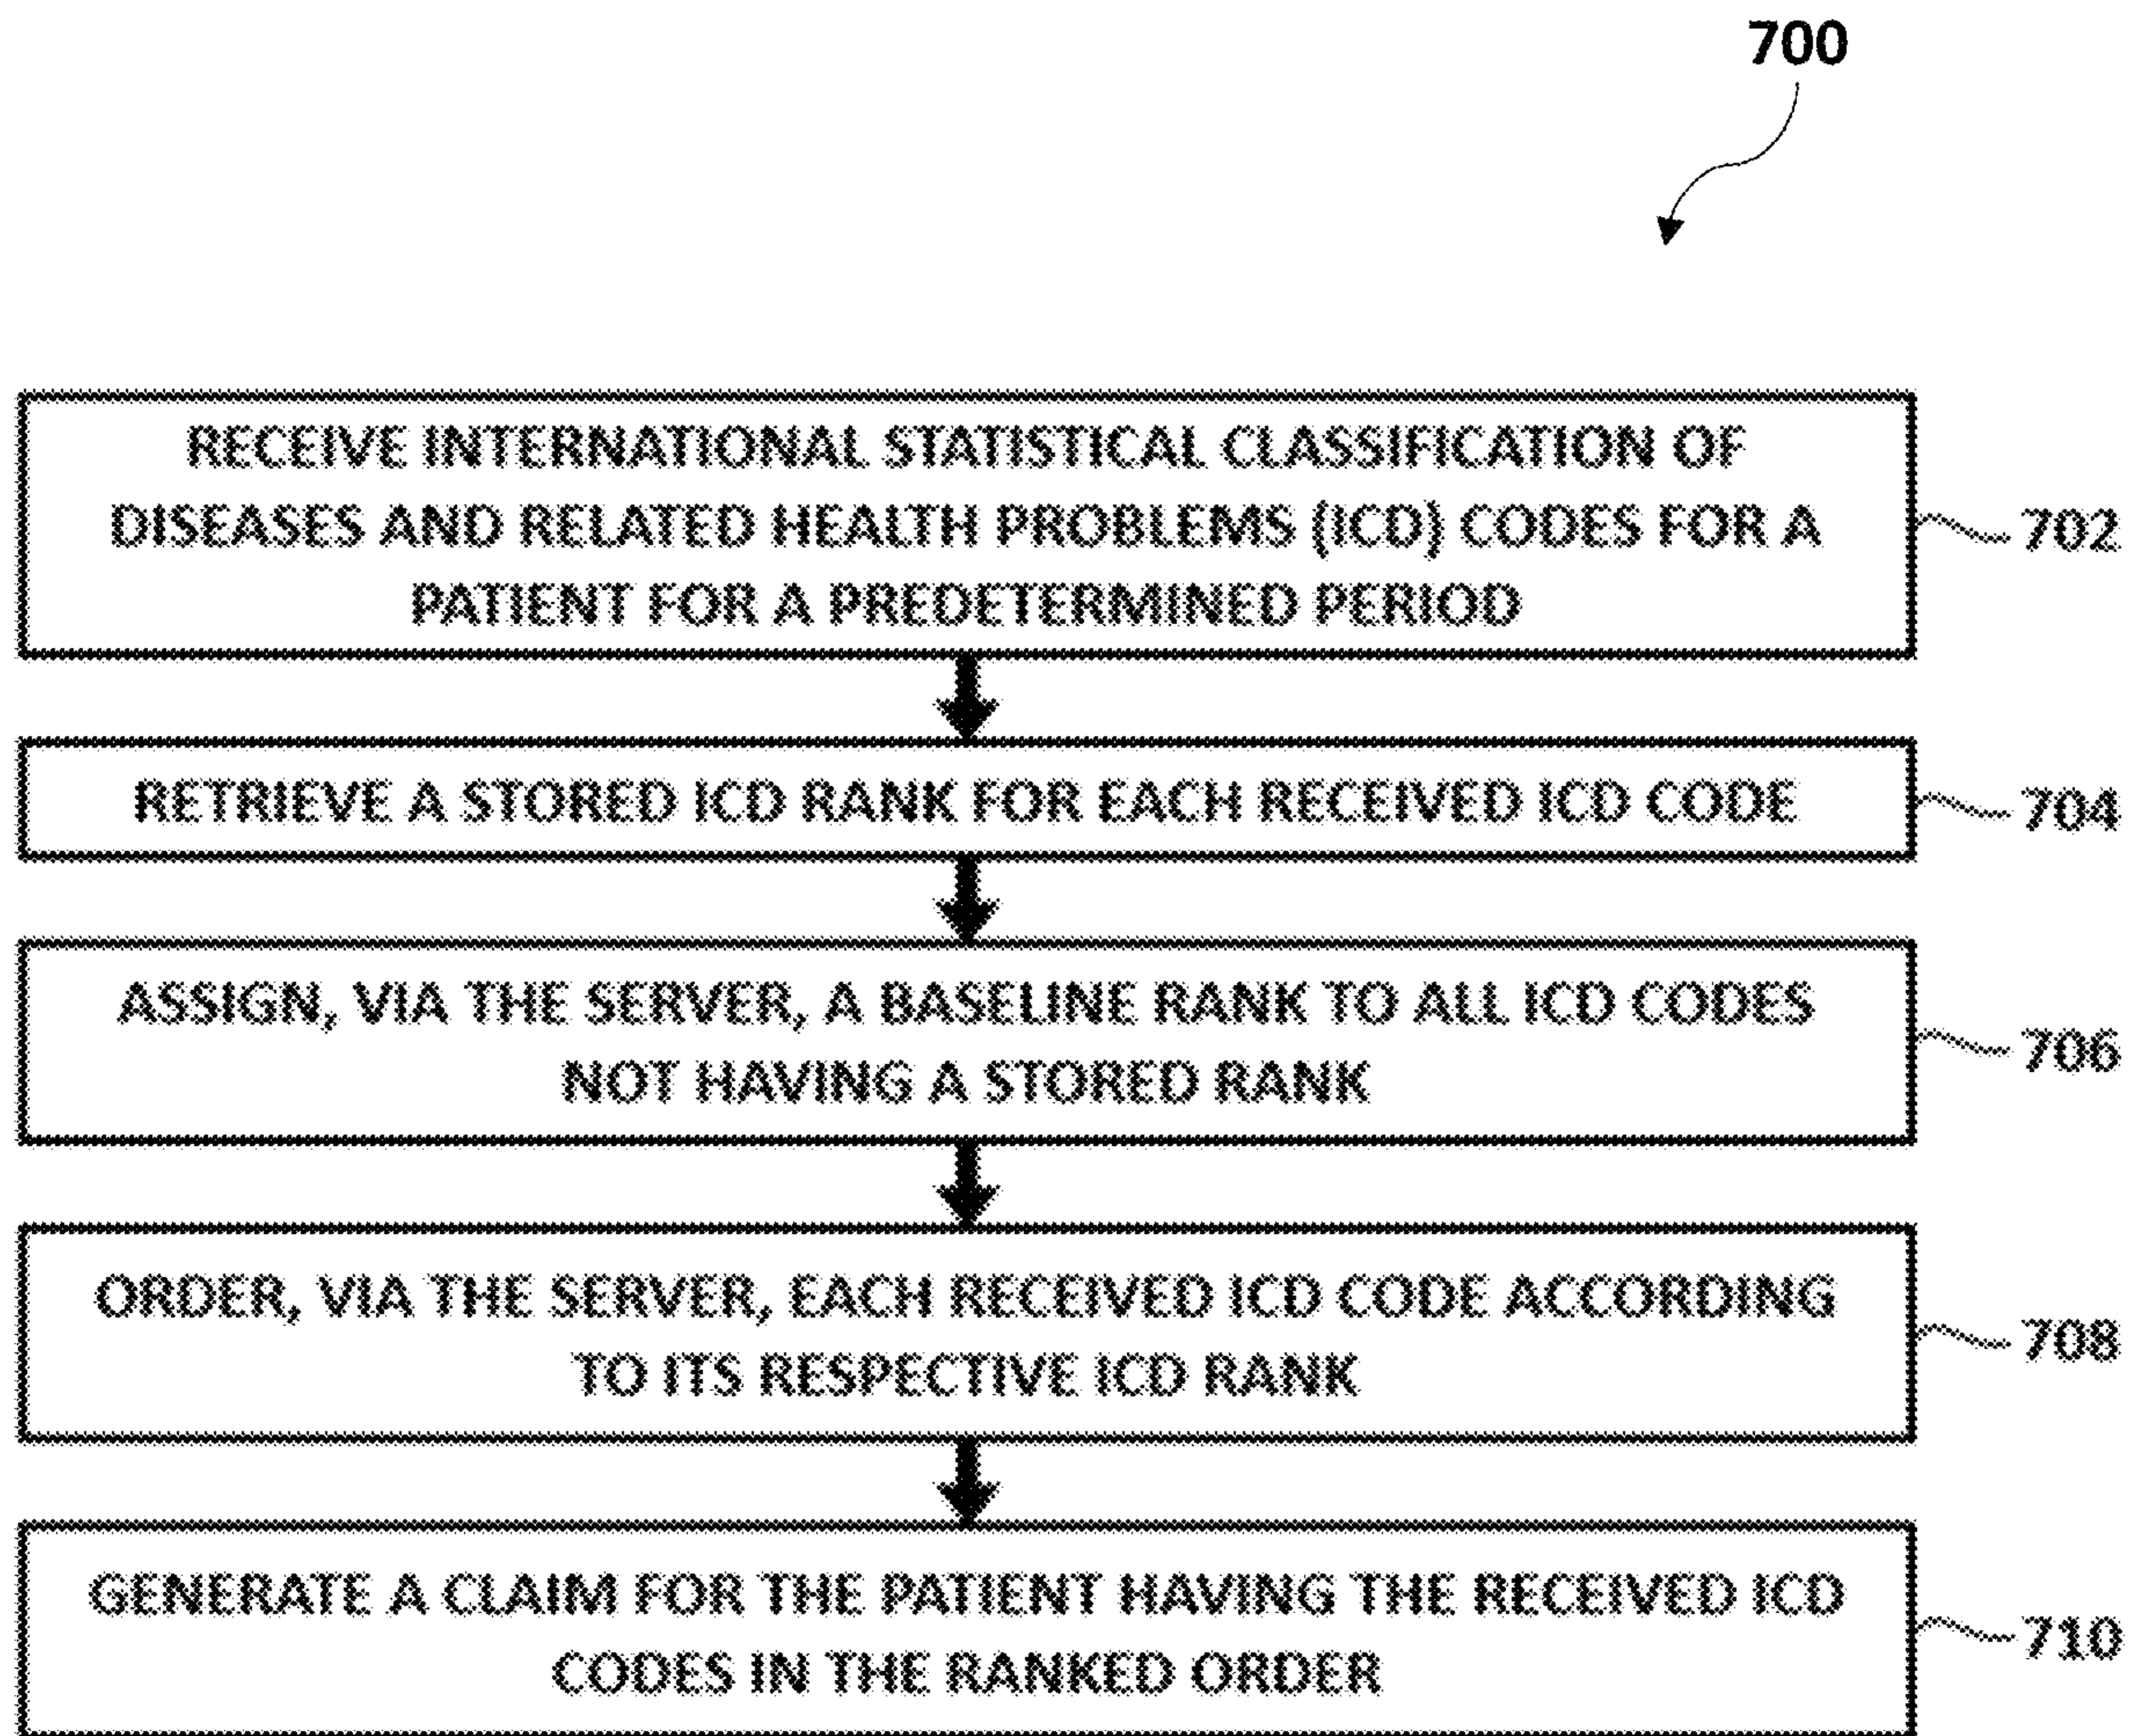 700
RECEIVE INTERNATIONAL STATISTICAL CLASSIFICATION OF
DISEASES AND RELATED HEALTH PROBLEMS (ICD) CODES FOR A
PATIENT FOR A PREDETERMINED PERIOD
702
RETRIEVE A STORED ICD RANK FOR EACH RECEIVED ICD CODE
704
ASSIGN, VIA THE SERVER, A BASELINE RANK TO ALL ICD CODES
NOT HAVING A STORED RANK
706
ORDER, VIA THE SERVER, EACH RECEIVED ICD CODE ACCORDING
TO ITS RESPECTIVE ICD RANK
708
GENERATE A CLAIM FOR THE PATIENT HAVING THE RECEIVED ICD
CODES IN THE RANKED ORDER
710